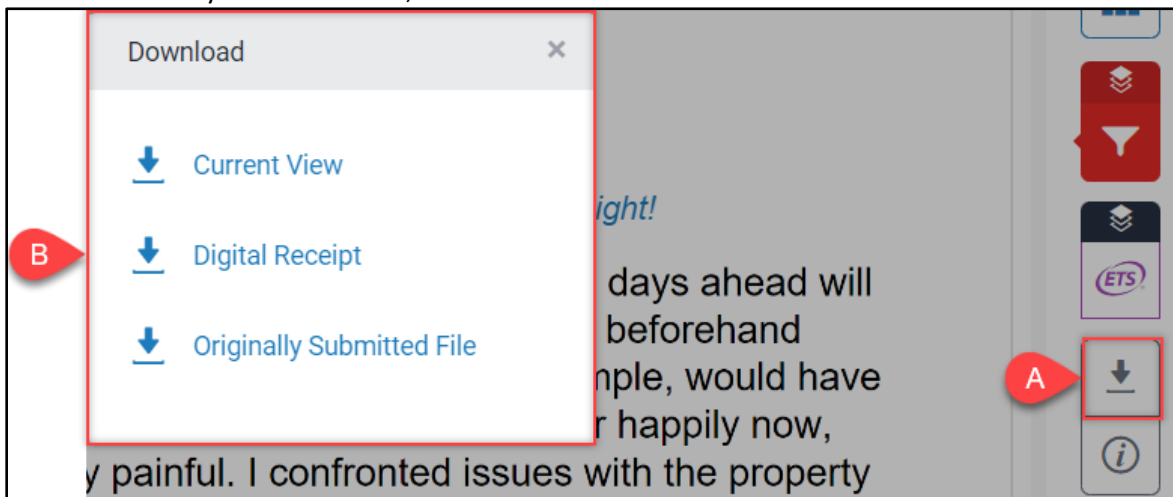 Download ×
Current View
ight!
B
Digital Receipt
ETS
days ahead will
beforehand
Originally Submitted File
mple, would have
A
r happily now,
y painful. I confronted issues with the property